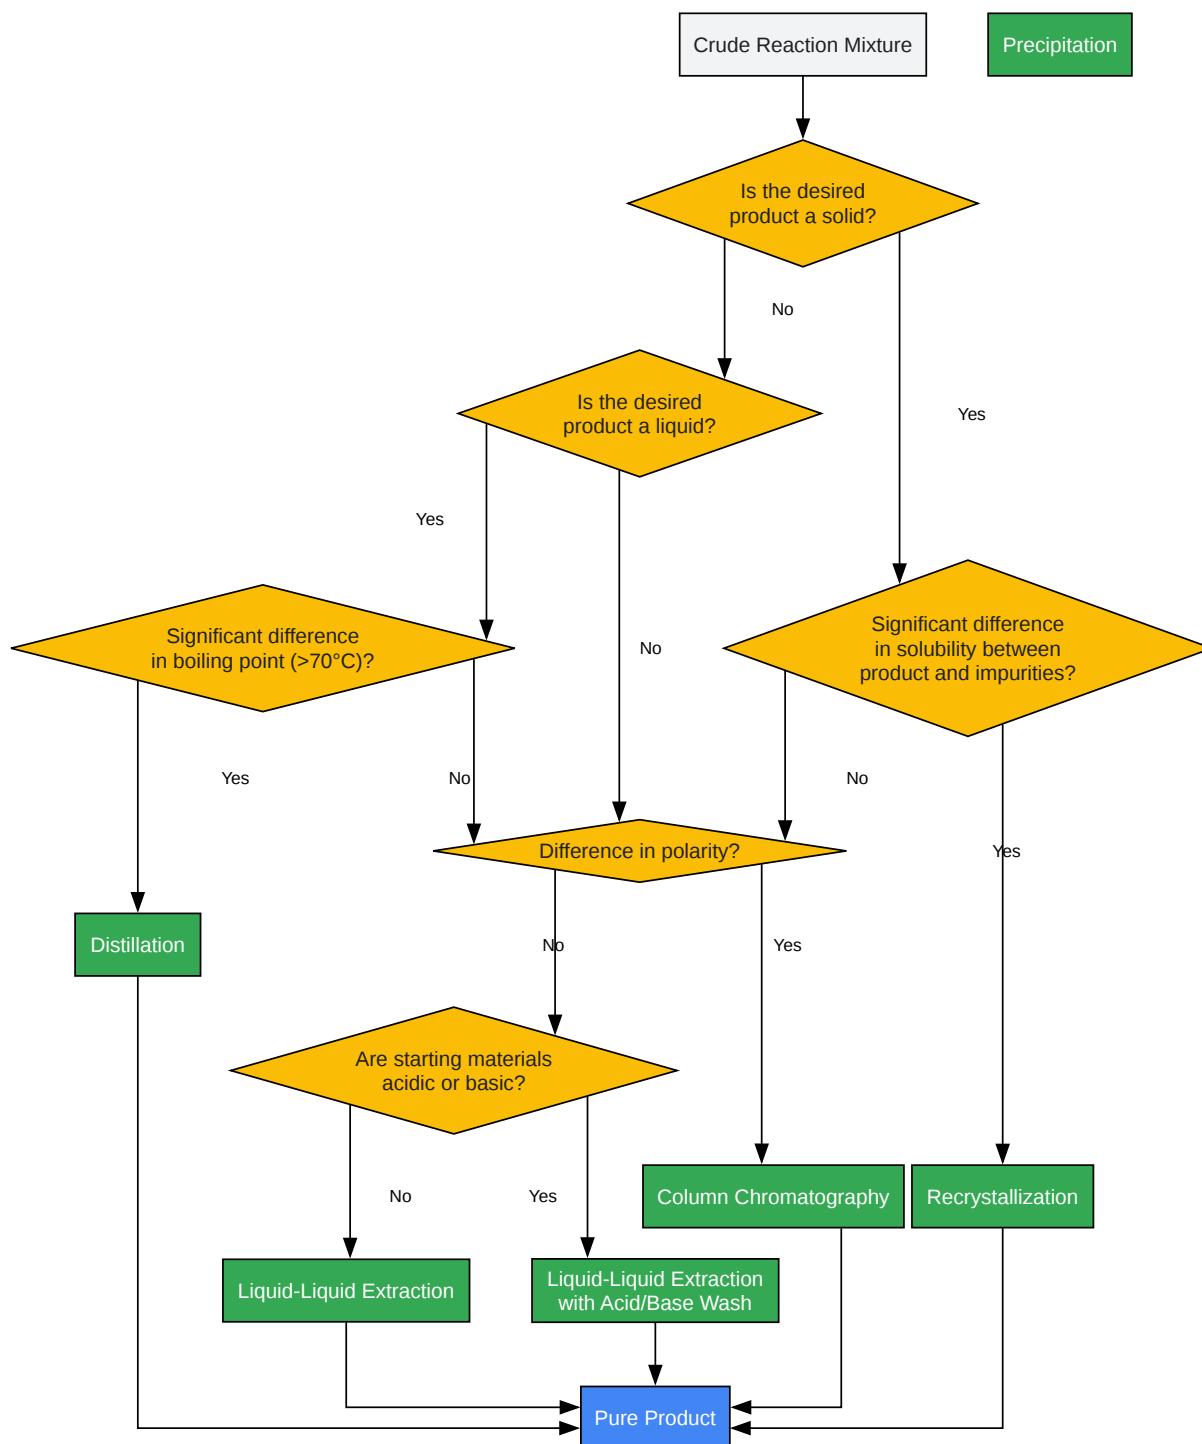 Crude Reaction Mixture
Precipitation
Is the desired
product a solid?
No
Is the desired
product a liquid?
Yes
Yes
Significant difference
in boiling point (>70°C)?
No
Significant difference
in solubility between
product and impurities?
Yes
No
No
Difference in polarity?
Yes
Distillation
No
Yes
Are starting materials
acidic or basic?
No
Yes
Column Chromatography
Recrystallization
Liquid-Liquid Extraction
Liquid-Liquid Extraction
with Acid/Base Wash
Pure Product